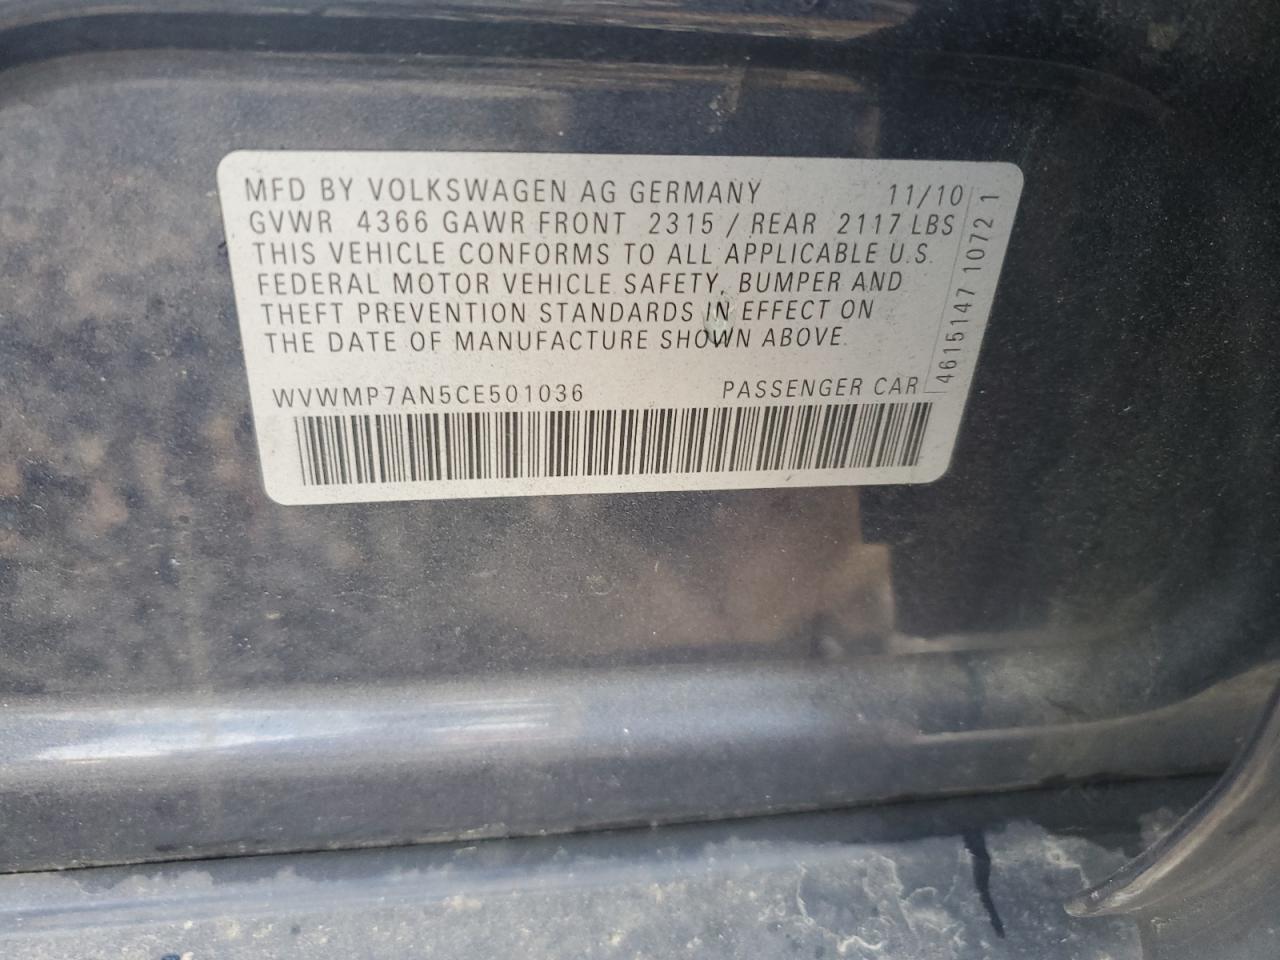 MFD BY VOLKSWAGEN AG GERMANY 11/10
GVWR 4366 GAWR FRONT 2315 / REAR 2117 LBS
THIS VEHICLE CONFORMS TO ALL APPLICABLE U.S.
FEDERAL MOTOR VEHICLE SAFETY, BUMPER AND
THEFT PREVENTION STANDARDS IN EFFECT ON
THE DATE OF MANUFACTURE SHOWN ABOVE.
WVWMP7AN5CE501036 PASSENGER CAR
4615147 1072 1